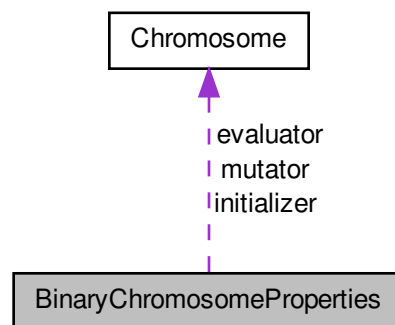 Chromosome
evaluator
mutator
initializer
BinaryChromosomeProperties